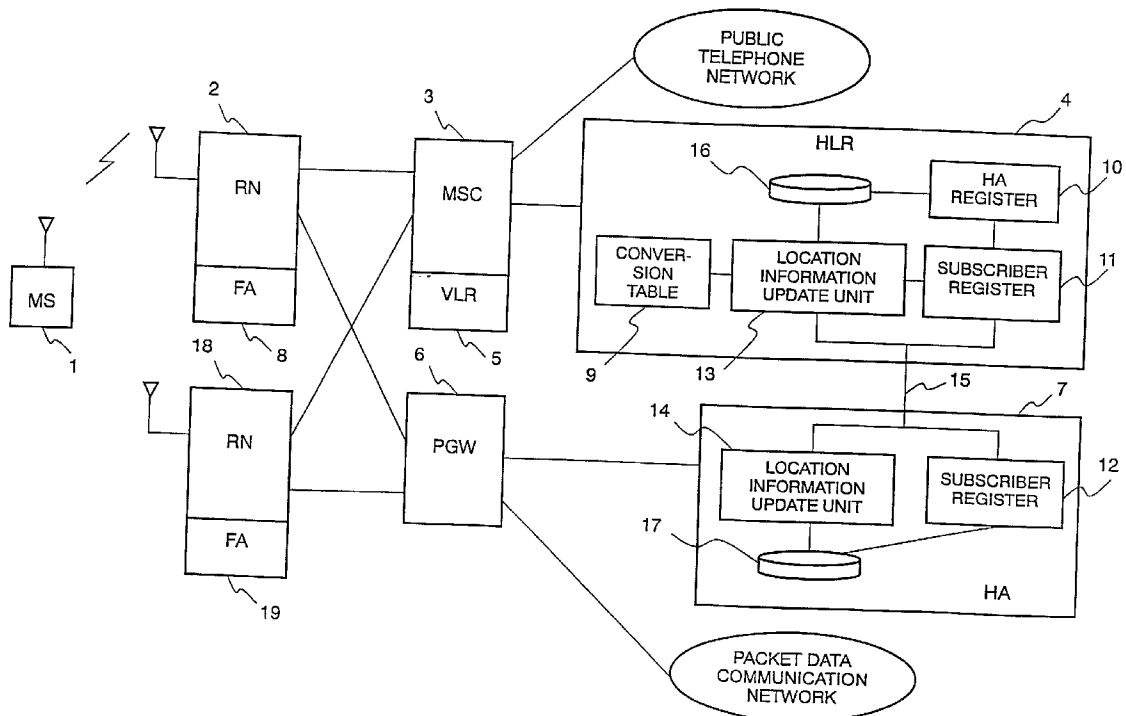 PUBLIC
TELEPHONE
NETWORK
2
3
4
RN
MSC
HLR
16
HA
REGISTER
10
CONVER-
SION
TABLE
LOCATION
INFORMATION
UPDATE UNIT
SUBSCRIBER
REGISTER
11
MS
FA
VLR
1
8
5
9
13
18
6
15
7
RN
PGW
14
LOCATION
INFORMATION
UPDATE UNIT
SUBSCRIBER
REGISTER
12
17
FA
HA
19
PACKET DATA
COMMUNICATION
NETWORK